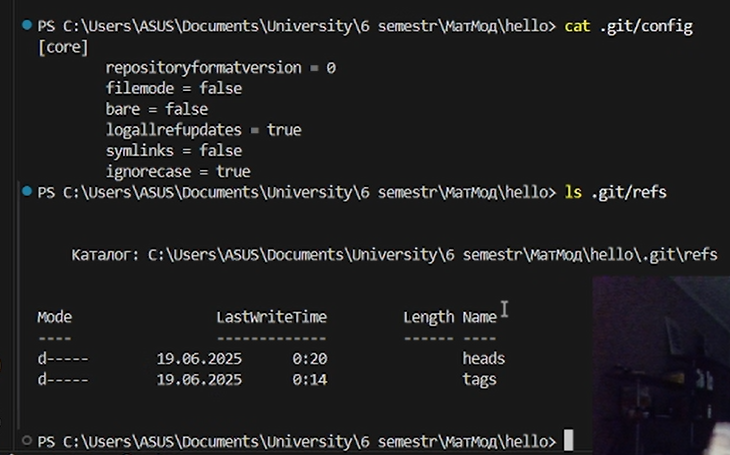 PS C:\Users\ASUS\Documents\University\6 semestr\МатМод\hello> cat .git/config
[core]
repositoryformatversion = 0
filemode = false
bare = false
logallrefupdates = true
symlinks = false
ignorecase = true
PS C:\Users\ASUS\Documents\University\6 semestr\МатМод\hello> ls .git/refs
Каталог: C:\Users\ASUS\Documents\University\6 semestr\МатМод\hello\.git\refs
Mode LastWriteTime Length Name
---- ------------- ------ ----
d----- 19.06.2025 0:20 heads
d----- 19.06.2025 0:14 tags
PS C:\Users\ASUS\Documents\University\6 semestr\МатМод\hello>